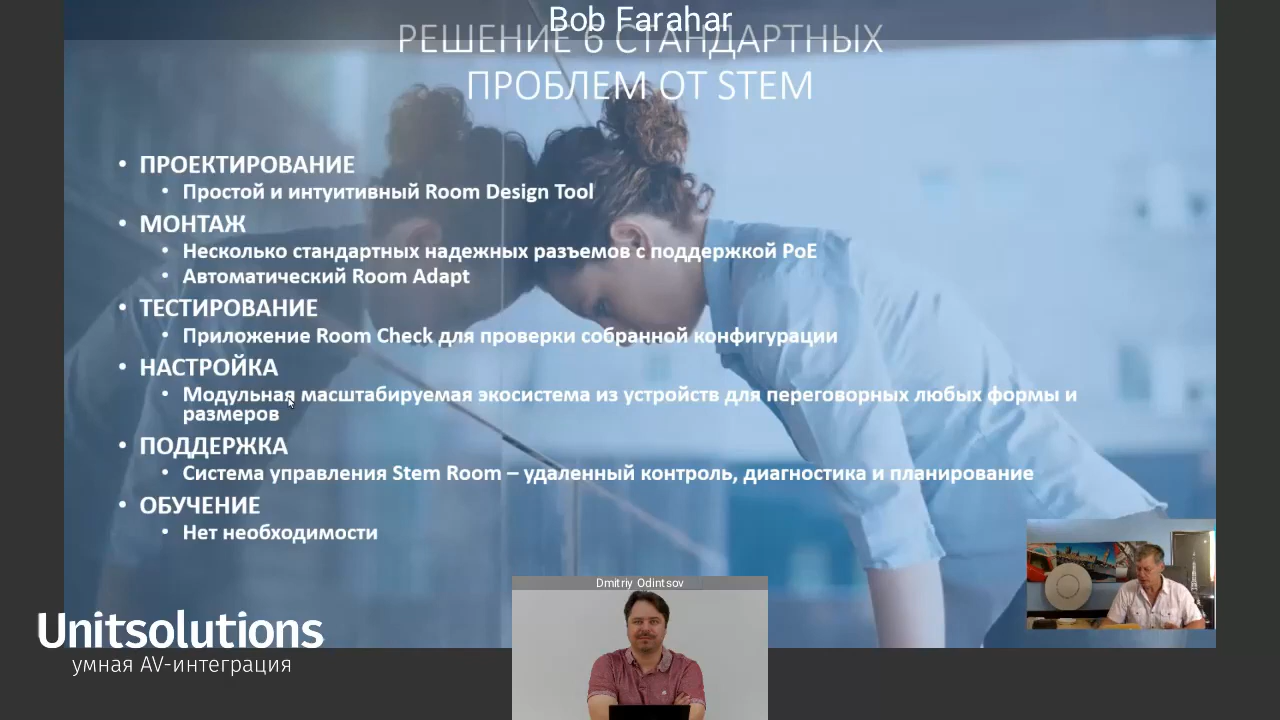 Bob Farahar
РЕШЕНИЕ 6 СТАНДАРТНЫХ
ПРОБЛЕМ ОТ STEM
• ПРОЕКТИРОВАНИЕ
• Простой и интуитивный Room Design Tool
• МОНТАЖ
• Несколько стандартных надежных разъемов с поддержкой PoE
• Автоматический Room Adapt
• ТЕСТИРОВАНИЕ
• Приложение Room Check для проверки собранной конфигурации
• НАСТРОЙКА
• Модульная масштабируемая экосистема из устройств для переговорных любых формы и
размеров
• ПОДДЕРЖКА
• Система управления Stem Room – удаленный контроль, диагностика и планирование
• ОБУЧЕНИЕ
• Нет необходимости
Dmitriy Odintsov
Unitsolutions
умная AV-интеграция